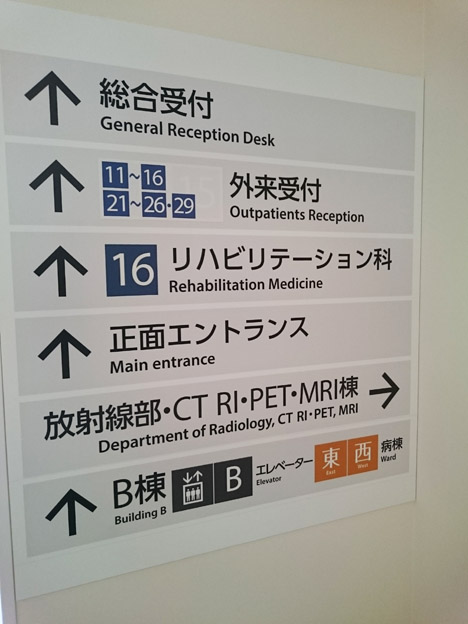 総合受付
General Reception Desk
11~16
21~26·29
外来受付
Outpatients Reception
16
リハビリテーション科
Rehabilitation Medicine
正面エントランス
Main entrance
放射線部・CT RI・PET・MRI棟
Department of Radiology, CT RI・PET, MRI
B棟
Building B
B
エレベーター
Elevator
東
East
西
West
病棟
Ward